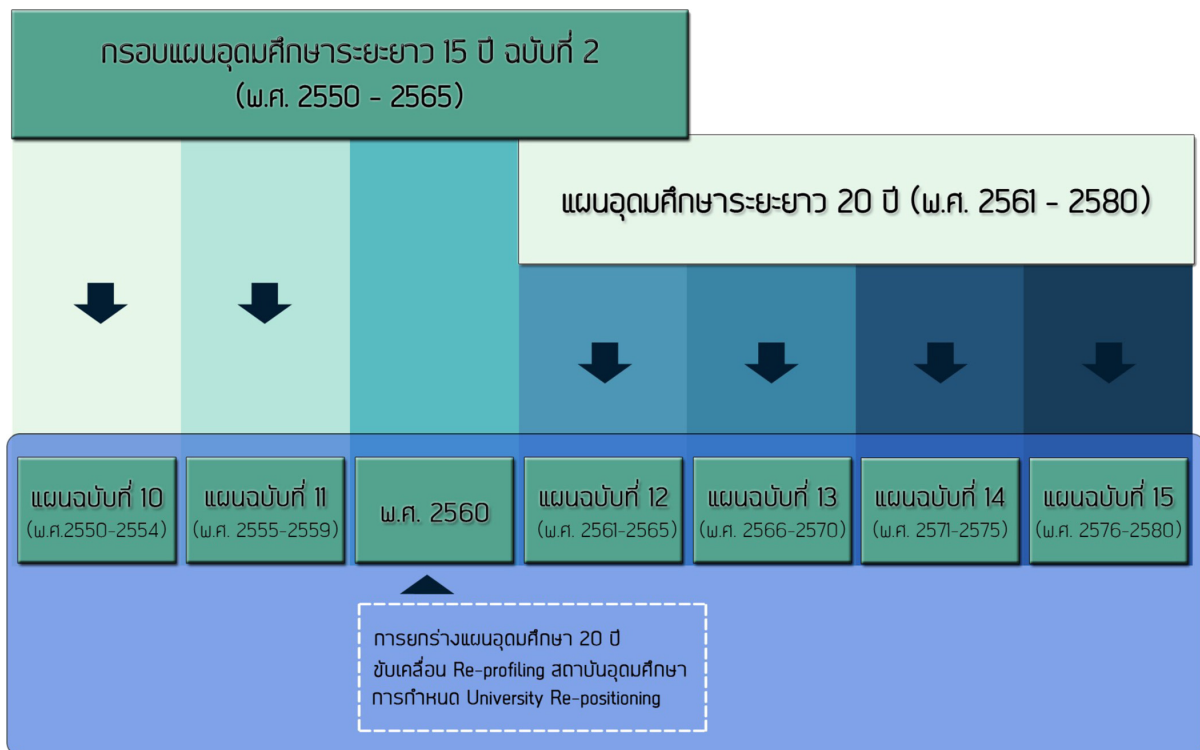 กรอบแผนอุดมศึกษาระยะยาว 15 ปี ฉบับที่ 2
(พ.ศ. 2550 - 2565)
แผนอุดมศึกษาระยะยาว 20 ปี (พ.ศ. 2561 - 2580)
แผนฉบับที่ 10
(พ.ศ.2550-2554)
แผนฉบับที่ 11
(พ.ศ. 2555-2559)
พ.ศ. 2560
แผนฉบับที่ 12
(พ.ศ. 2561-2565)
แผนฉบับที่ 13
(พ.ศ. 2566-2570)
แผนฉบับที่ 14
(พ.ศ. 2571-2575)
แผนฉบับที่ 15
(พ.ศ. 2576-2580)
การยกร่างแผนอุดมศึกษา 20 ปี
ขับเคลื่อน Re-profiling สถาบันอุดมศึกษา
การกำหนด University Re-positioning